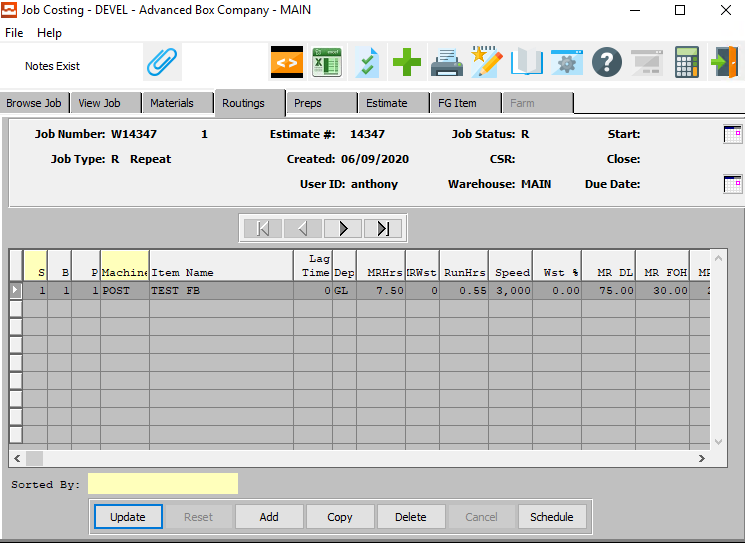 Job Costing - DEVEL - Advanced Box Company - MAIN
File Help
Notes Exist
Browse Job View Job Materials Routings Preps Estimate FG Item Farm
Job Number: W14347 1 Estimate #: 14347 Job Status: R Start:
Job Type: R Repeat Created: 06/09/2020 CSR: Close:
User ID: anthony Warehouse: MAIN Due Date:
Lag
S B P Machine Item Name Time Dep MRHrs RWst RunHrs Speed Wst % MR DL MR FOH
1 1 1 POST TEST FB 0 GL 7.50 0 0.55 3,000 0.00 75.00 30.00
Sorted By:
Update Reset Add Copy Delete Cancel Schedule